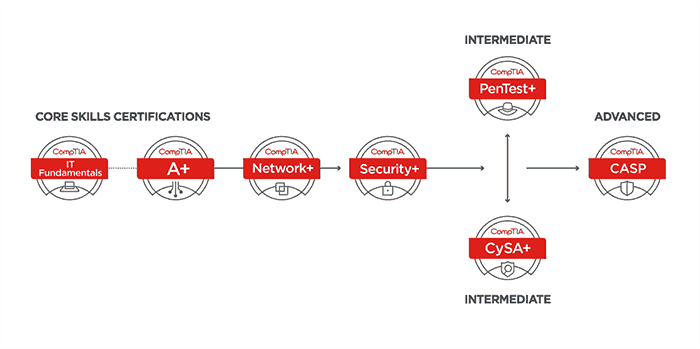 CORE SKILLS CERTIFICATIONS
CompTIA
IT
Fundamentals
CompTIA
A+
CompTIA
Network+
CompTIA
Security+
INTERMEDIATE
CompTIA
PenTest+
CompTIA
CySA+
INTERMEDIATE
ADVANCED
CompTIA
CASP